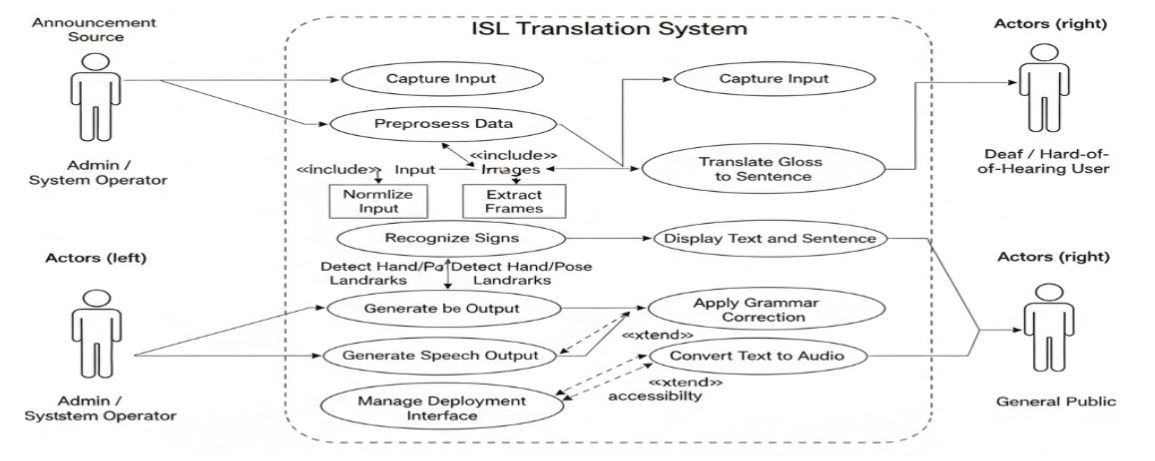 ISL Translation System
Announcement
Source
Admin /
System Operator
Actors (left)
Admin /
Syststem Operator
Capture Input
Preprosess Data
«include»
«include» Input Images
Normlize
Input
Extract
Frames
Recognize Signs
Detect Hand/Po Detect Hand/Pose
Landrarks Landrarks
Generate be Output
Generate Speech Output
Manage Deployment
Interface
Capture Input
Translate Gloss
to Sentence
Display Text and Sentence
Apply Grammar
Correction
«xtend»
Convert Text to Audio
«xtend»
accessibilty
Actors (right)
Deaf / Hard-of-
of-Hearing User
Actors (right)
General Public